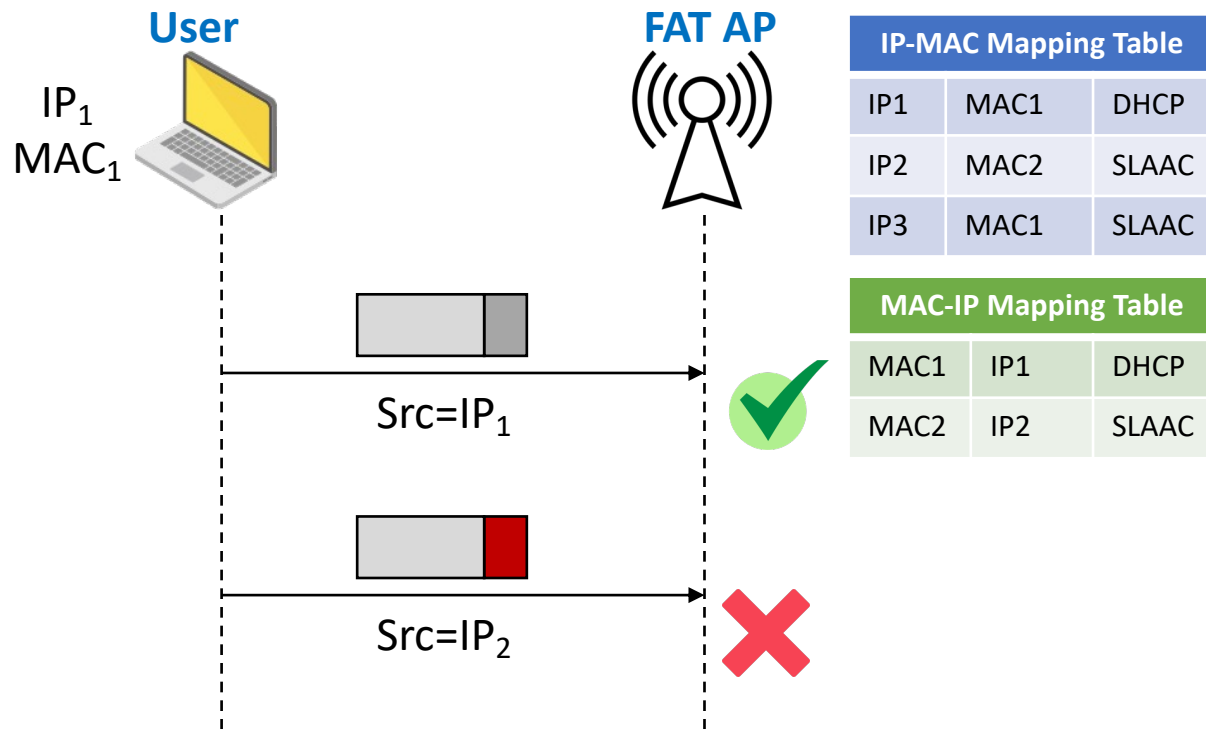 User
FAT AP
IP₁
MAC₁
IP-MAC Mapping Table
IP1 MAC1 DHCP
IP2 MAC2 SLAAC
IP3 MAC1 SLAAC
MAC-IP Mapping Table
MAC1 IP1 DHCP
MAC2 IP2 SLAAC
Src=IP₁
Src=IP₂